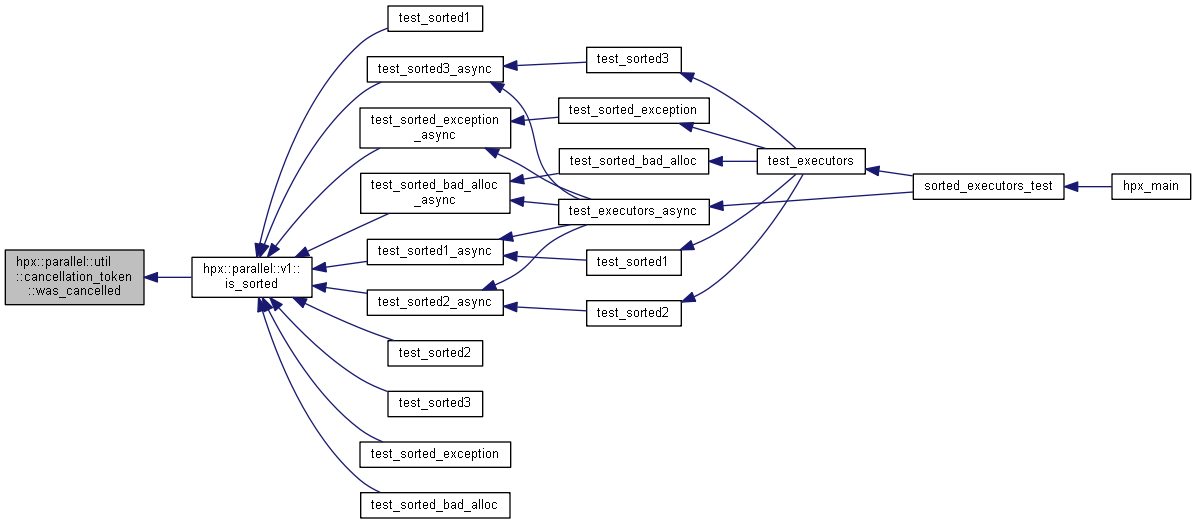 test_sorted1
test_sorted3_async
test_sorted3
test_sorted_exception
_async
test_sorted_exception
test_sorted_bad_alloc
test_executors
test_sorted_bad_alloc
_async
sorted_executors_test
hpx_main
test_executors_async
test_sorted1_async
test_sorted1
hpx::parallel::util
::cancellation_token
::was_cancelled
hpx::parallel::v1::
is_sorted
test_sorted2_async
test_sorted2
test_sorted2
test_sorted3
test_sorted_exception
test_sorted_bad_alloc